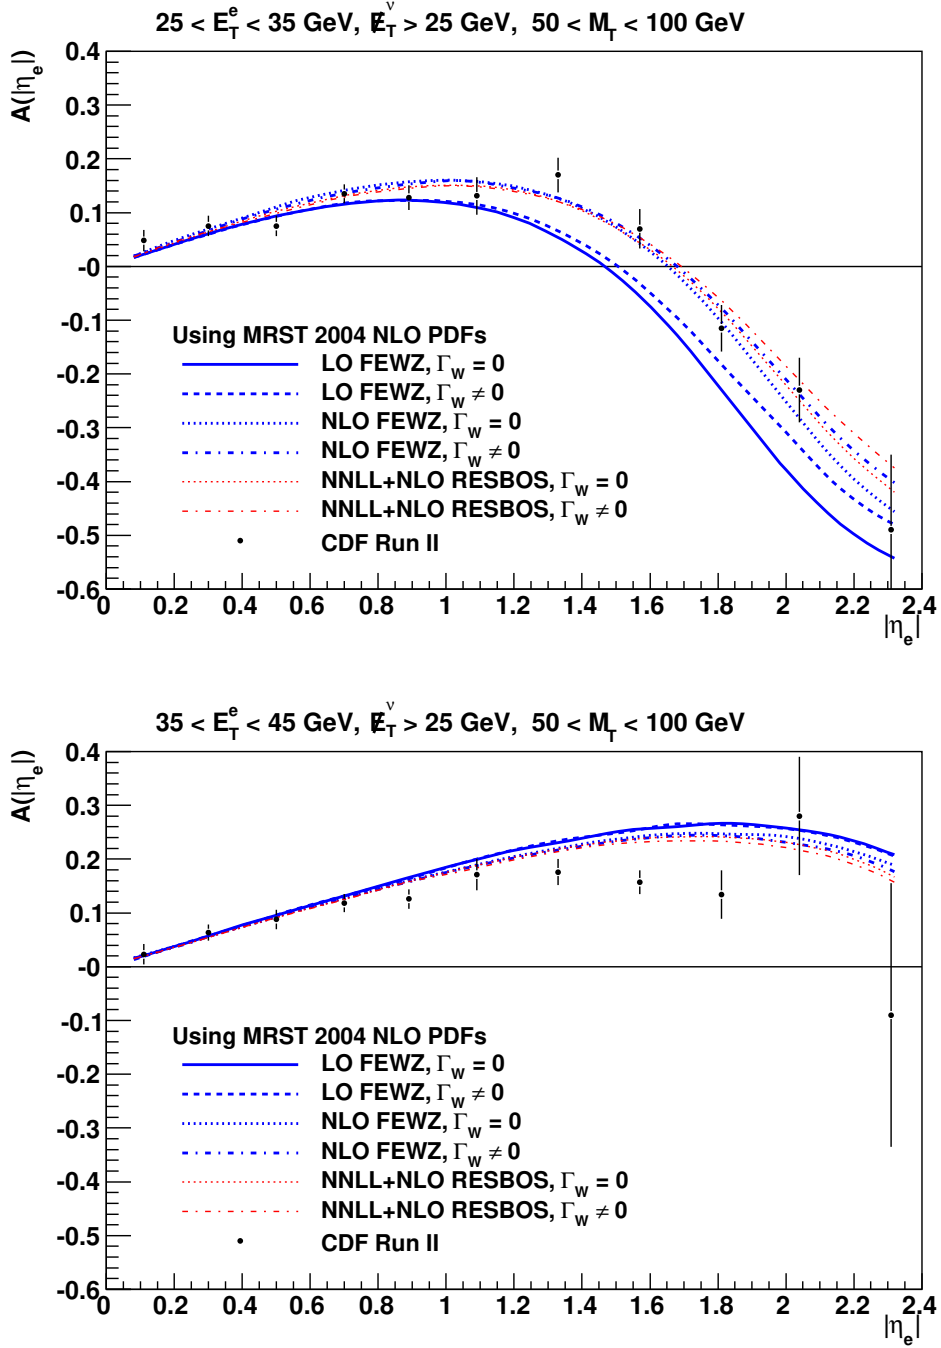 25 < E_T^e < 35 GeV, E̸_T^ν > 25 GeV, 50 < M_T < 100 GeV
A(|η_e|)
0.4
0.3
0.2
0.1
-0
-0.1
-0.2
-0.3
-0.4
-0.5
-0.6
Using MRST 2004 NLO PDFs
LO FEWZ, Γ_W = 0
LO FEWZ, Γ_W ≠ 0
NLO FEWZ, Γ_W = 0
NLO FEWZ, Γ_W ≠ 0
NNLL+NLO RESBOS, Γ_W = 0
NNLL+NLO RESBOS, Γ_W ≠ 0
CDF Run II
0 0.2 0.4 0.6 0.8 1 1.2 1.4 1.6 1.8 2 2.2 2.4
|η_e|
35 < E_T^e < 45 GeV, E̸_T^ν > 25 GeV, 50 < M_T < 100 GeV
A(|η_e|)
0.4
0.3
0.2
0.1
-0
-0.1
-0.2
-0.3
-0.4
-0.5
-0.6
Using MRST 2004 NLO PDFs
LO FEWZ, Γ_W = 0
LO FEWZ, Γ_W ≠ 0
NLO FEWZ, Γ_W = 0
NLO FEWZ, Γ_W ≠ 0
NNLL+NLO RESBOS, Γ_W = 0
NNLL+NLO RESBOS, Γ_W ≠ 0
CDF Run II
0 0.2 0.4 0.6 0.8 1 1.2 1.4 1.6 1.8 2 2.2 2.4
|η_e|